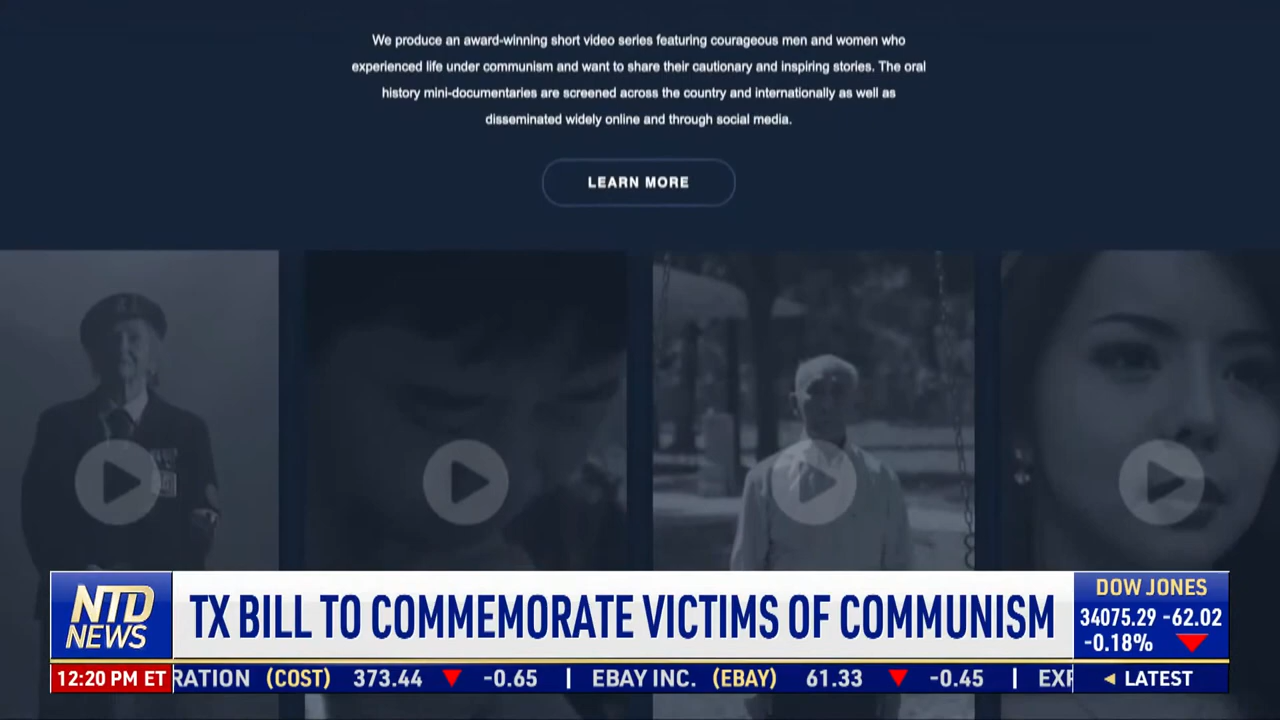 We produce an award-winning short video series featuring courageous men and women who
experienced life under communism and want to share their cautionary and inspiring stories. The oral
history mini-documentaries are screened across the country and internationally as well as
disseminated widely online and through social media.
LEARN MORE
NTD
NEWS
TX BILL TO COMMEMORATE VICTIMS OF COMMUNISM
DOW JONES
34075.29 -62.02
-0.18%
12:20 PM ET
RATION (COST) 373.44 -0.65 | EBAY INC. (EBAY) 61.33 -0.45 |
LATEST